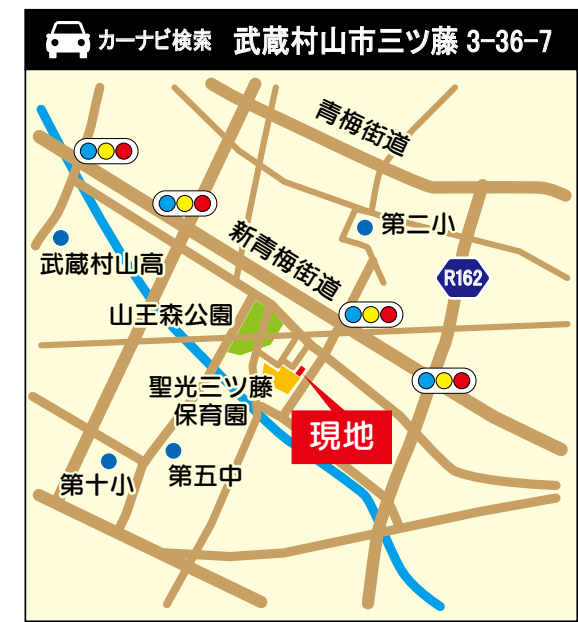 カーナビ検索 武蔵村山市三ツ藤 3-36-7
青梅街道
第二小
新青梅街道
武蔵村山高
R162
山王森公園
聖光三ツ藤
保育園
現地
第五中
第十小